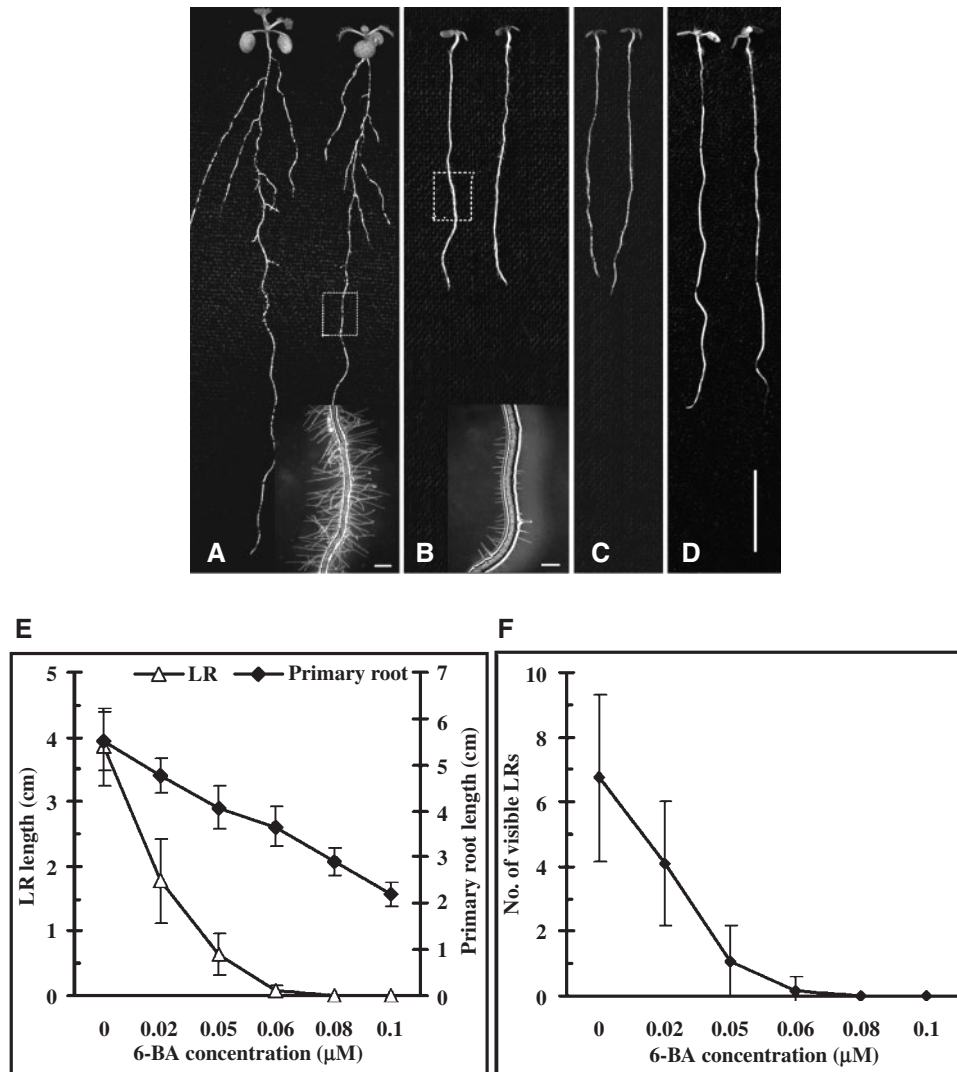 A
B
C
D
E
LR
Primary root
5
4
3
2
1
0
LR length (cm)
7
6
5
4
3
2
1
0
Primary root length (cm)
0 0.02 0.05 0.06 0.08 0.1
6-BA concentration (μM)
F
10
8
6
4
2
0
No. of visible LRs
0 0.02 0.05 0.06 0.08 0.1
6-BA concentration (μM)